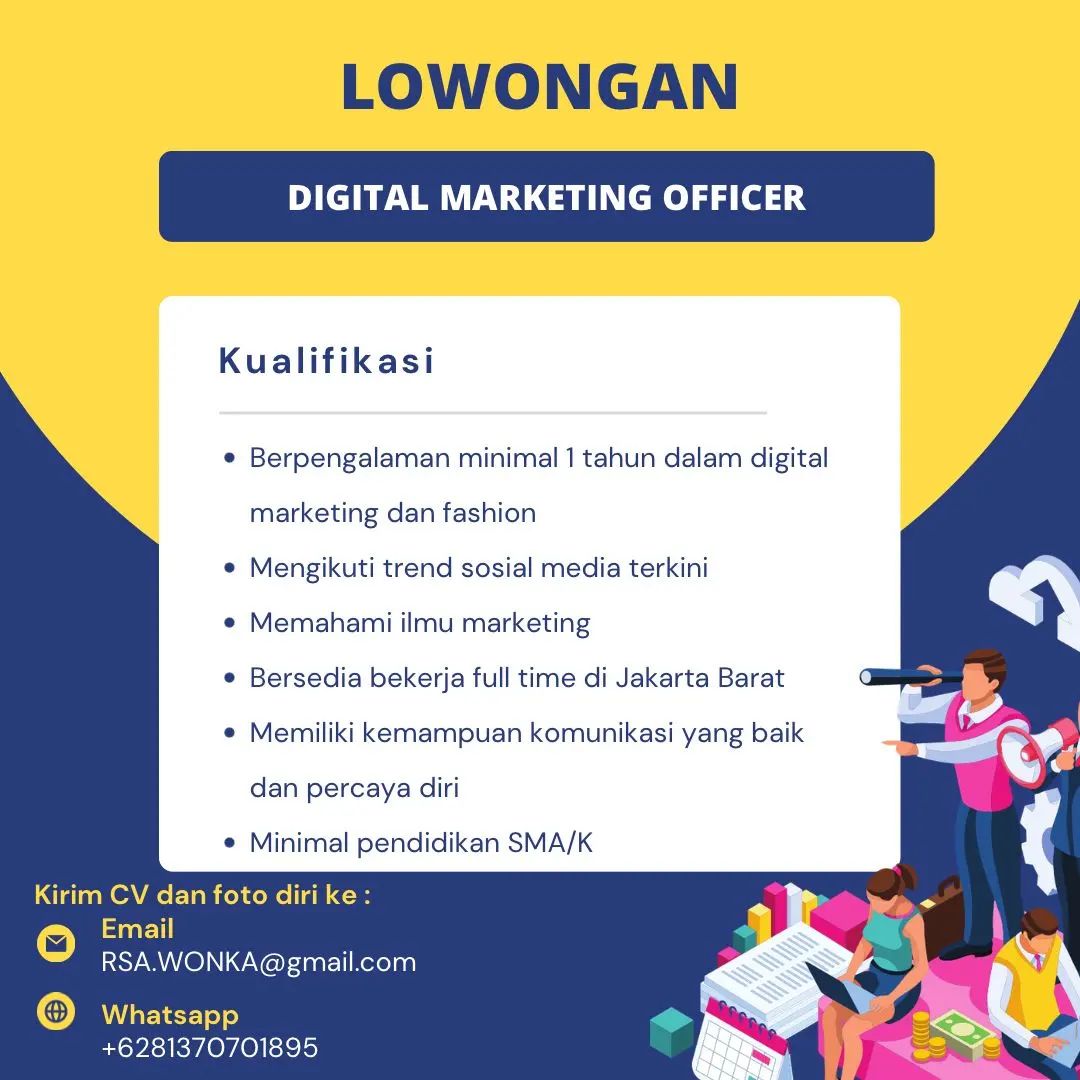 LOWONGAN
DIGITAL MARKETING OFFICER
Kualifikasi
• Berpengalaman minimal 1 tahun dalam digital
marketing dan fashion
• Mengikuti trend sosial media terkini
• Memahami ilmu marketing
• Bersedia bekerja full time di Jakarta Barat
• Memiliki kemampuan komunikasi yang baik
dan percaya diri
• Minimal pendidikan SMA/K
Kirim CV dan foto diri ke :
Email
RSA.WONKA@gmail.com
Whatsapp
+6281370701895